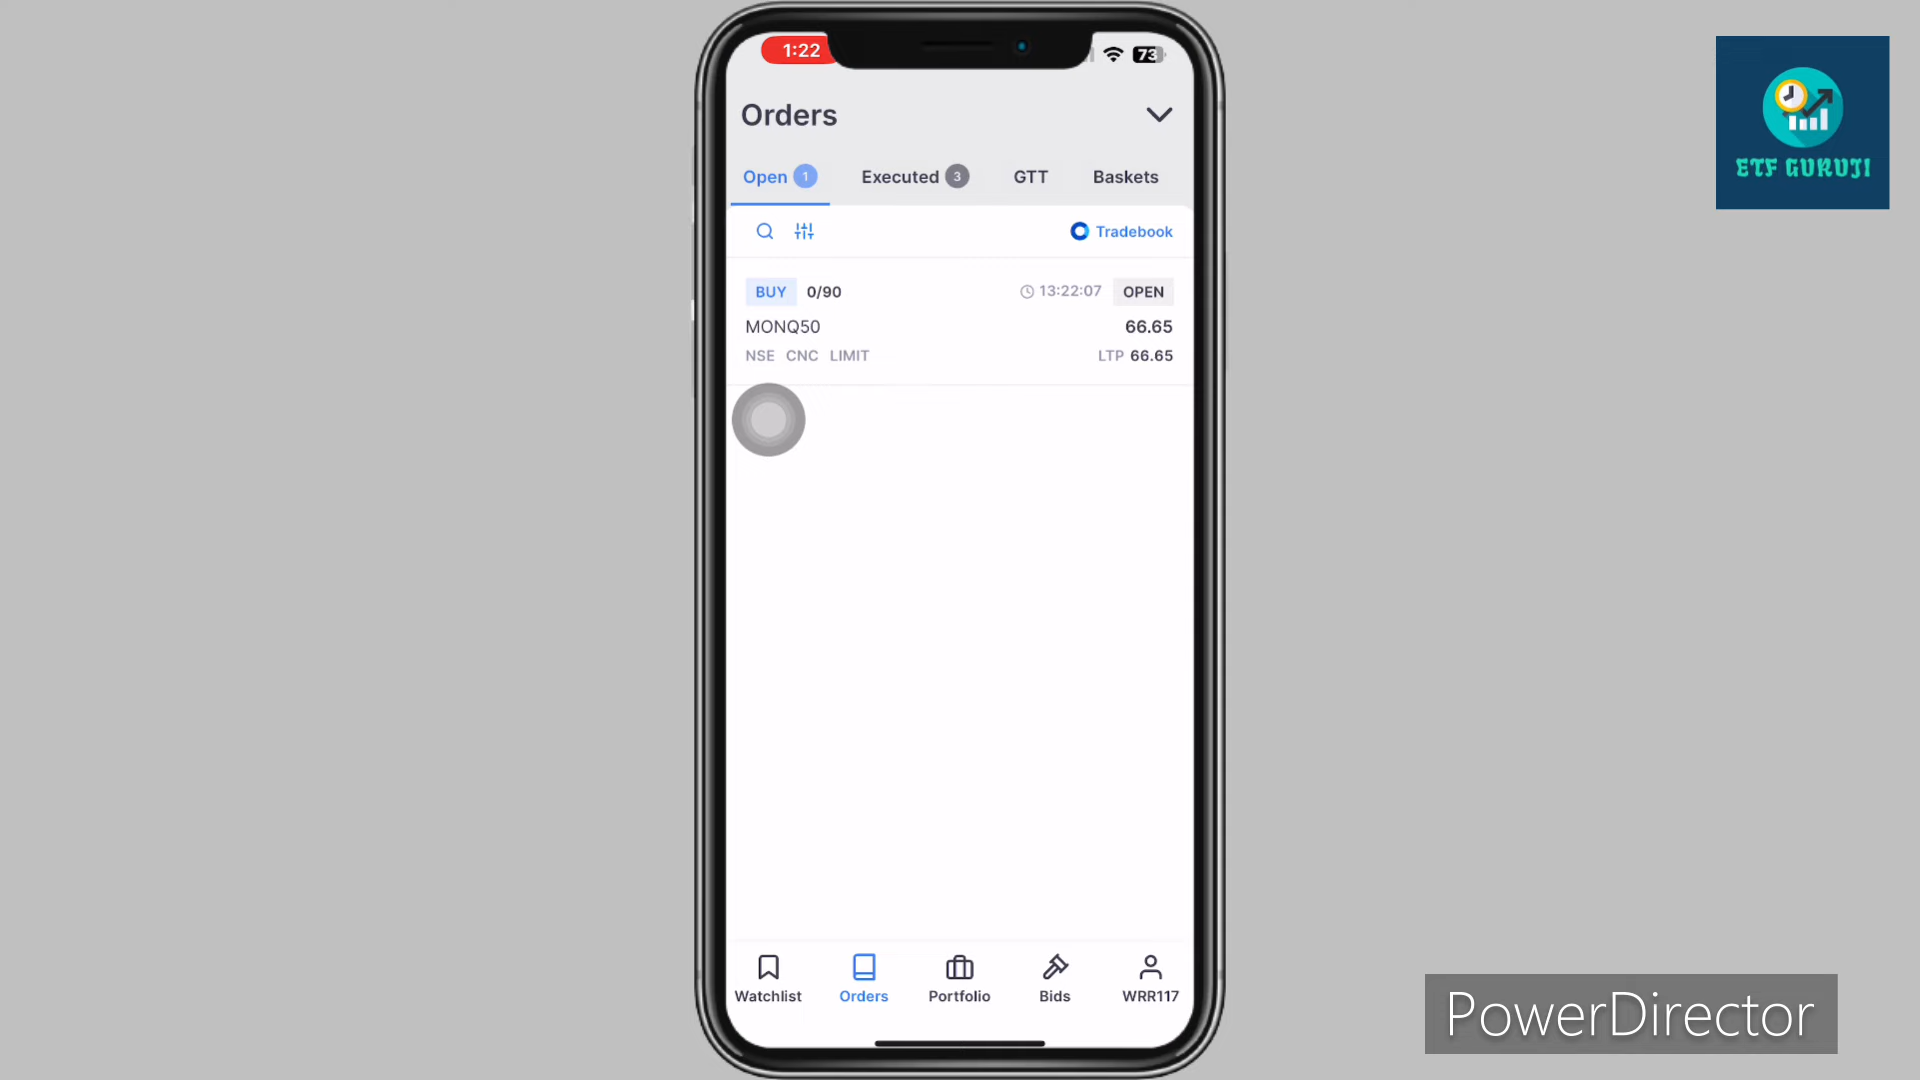 1:22
73
Orders
Open 1
Executed 3
GTT
Baskets
Tradebook
BUY 0/90
13:22:07 OPEN
MONQ50
66.65
NSE CNC LIMIT
LTP 66.65
Watchlist
Orders
Portfolio
Bids
WRR117
ETF GURUJI
PowerDirector